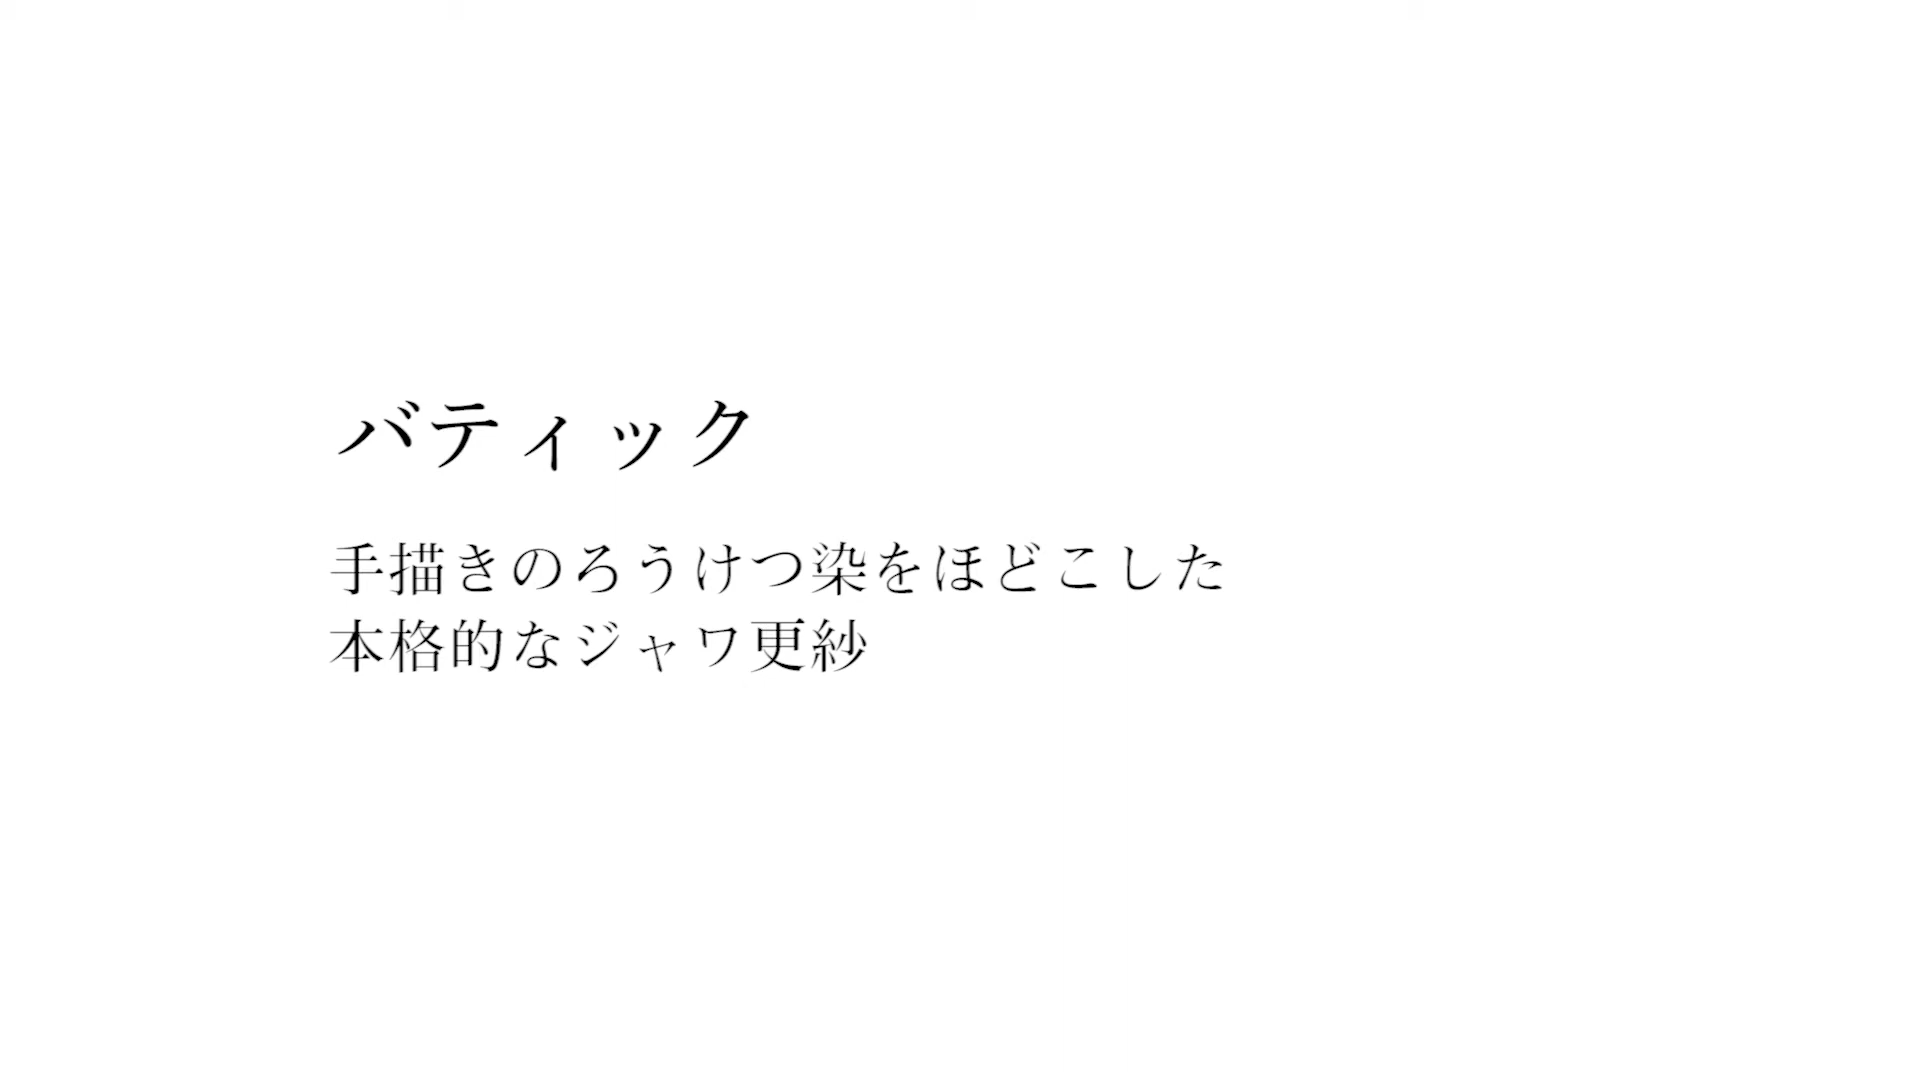 バティック
手描きのろうけつ染をほどこした
本格的なジャワ更紗